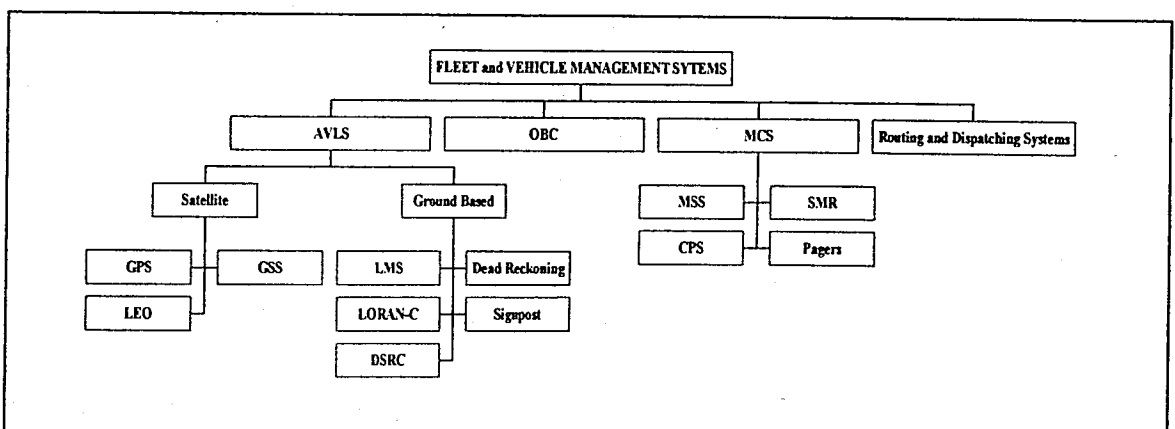 FLEET and VEHICLE MANAGEMENT SYTEMS
AVLS
OBC
MCS
Routing and Dispatching Systems
Satellite
Ground Based
MSS
SMR
CPS
Pagers
GPS
GSS
LMS
Dead Reckoning
LEO
LORAN-C
Signpost
DSRC